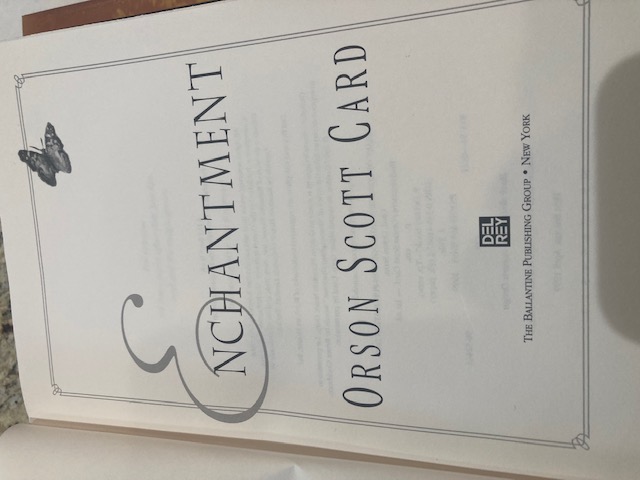 ENCHANTMENT
ORSON SCOTT CARD
DEL
REY
THE BALLANTINE PUBLISHING GROUP • NEW YORK